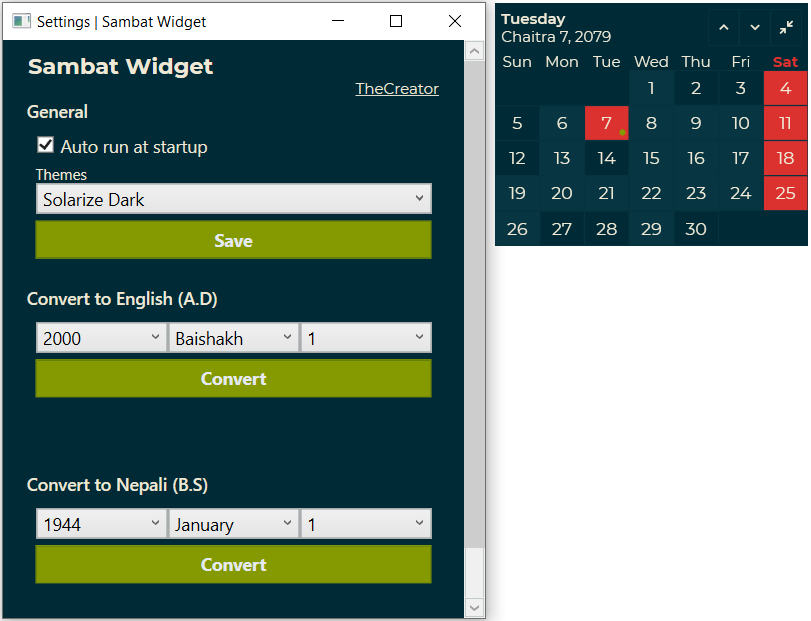 Settings | Sambat Widget
Sambat Widget
TheCreator
General
Auto run at startup
Themes
Solarize Dark
Save
Convert to English (A.D)
2000 Baishakh 1
Convert
Convert to Nepali (B.S)
1944 January 1
Convert
Tuesday
Chaitra 7, 2079
Sun Mon Tue Wed Thu Fri Sat
1 2 3 4
5 6 7 8 9 10 11
12 13 14 15 16 17 18
19 20 21 22 23 24 25
26 27 28 29 30